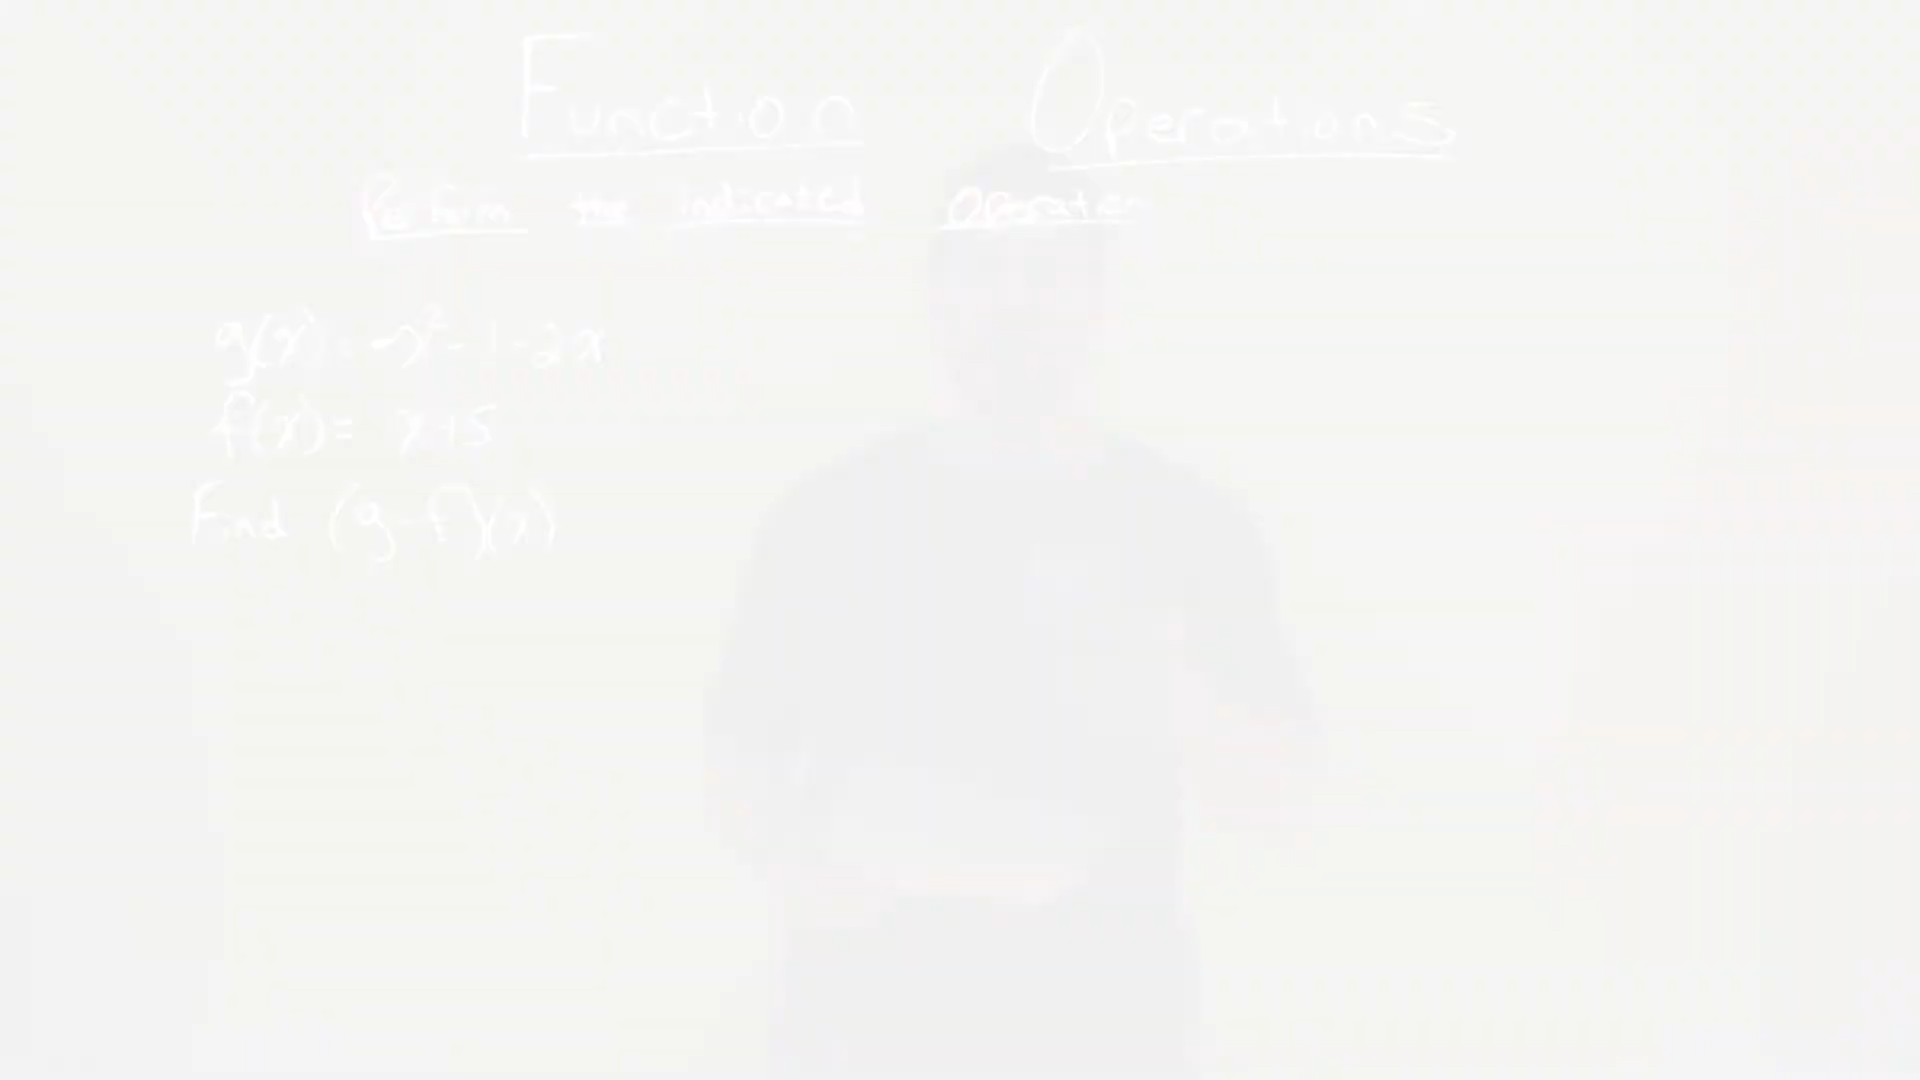 Function Operations
Perform the indicated Operation
g(x) = -x² - 1 - 2x
f(x) = x + 5
Find (g - f)(x)